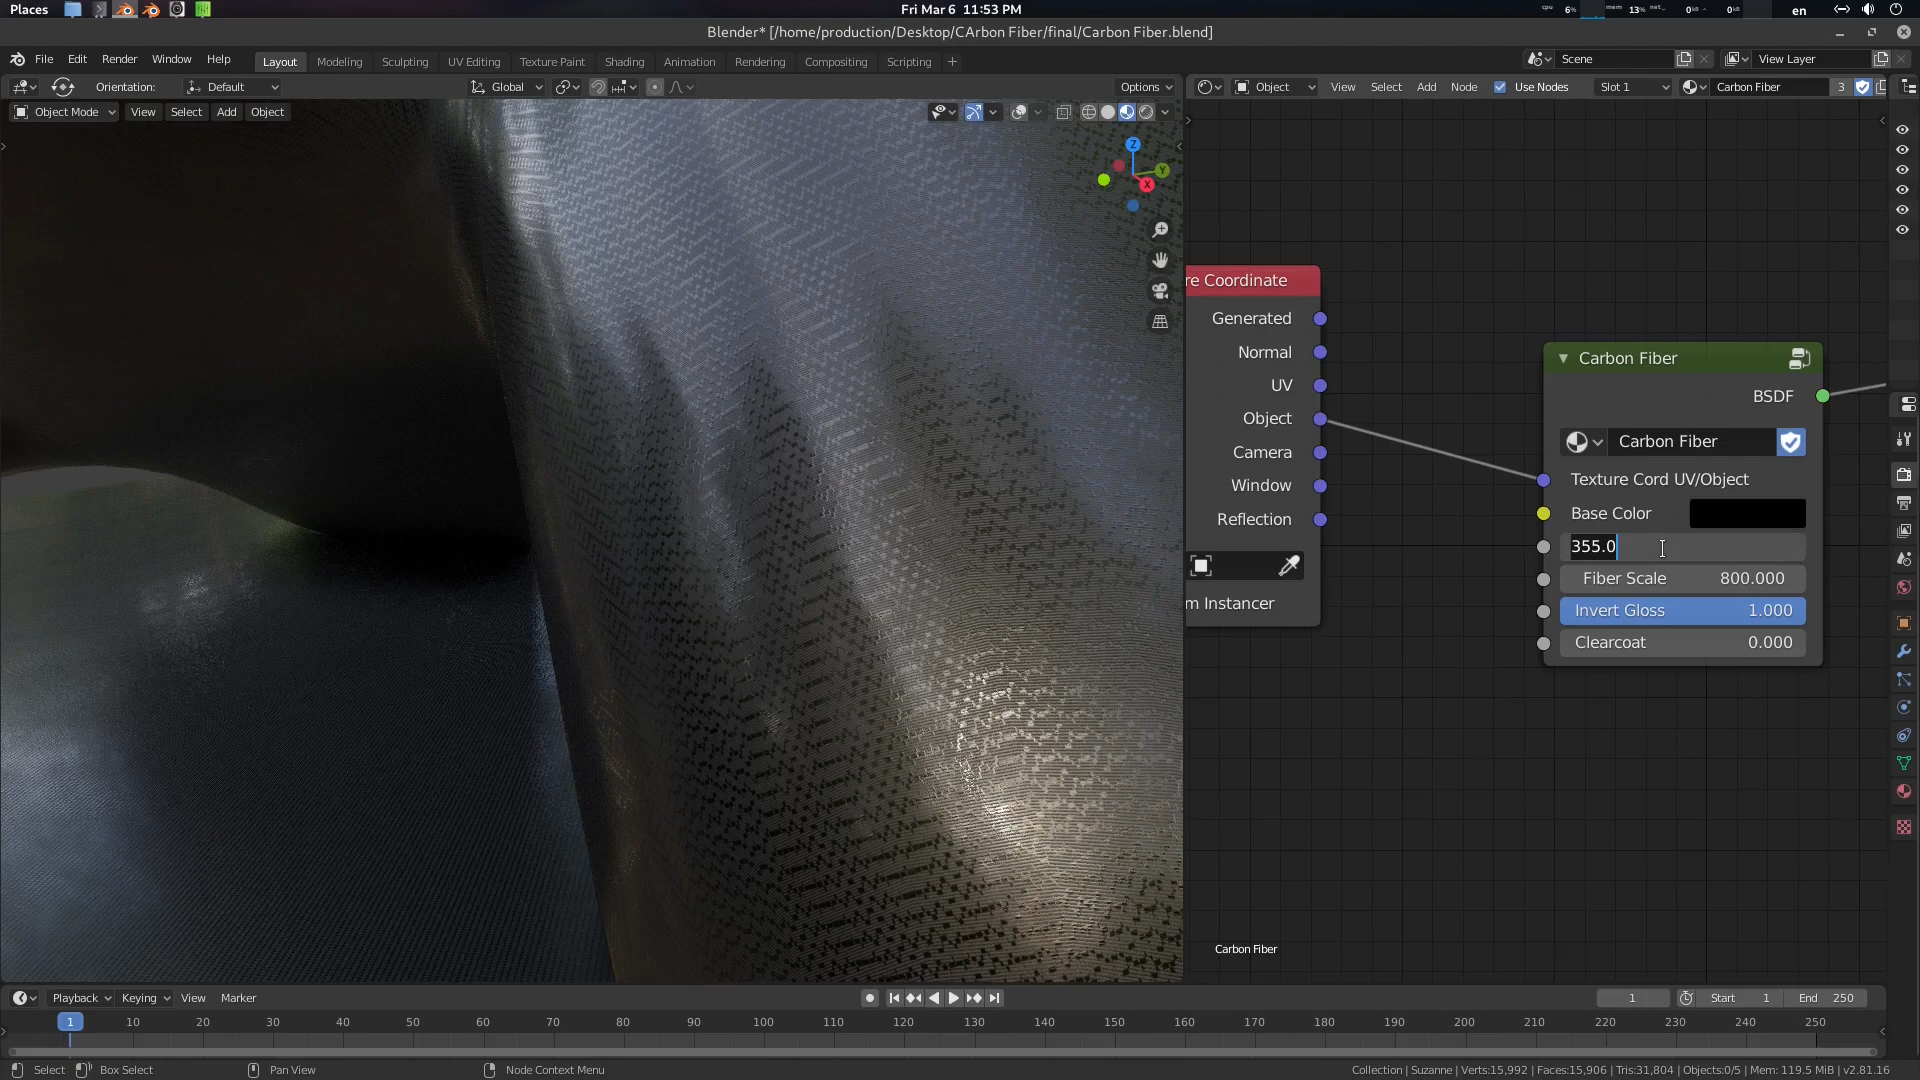 Places
Fri Mar 6 11:53 PM
cpu 6% mem 13% net 0kB 0kB en
Blender* [/home/production/Desktop/CArbon Fiber/final/Carbon Fiber.blend]
File Edit Render Window Help
Layout Modeling Sculpting UV Editing Texture Paint Shading Animation Rendering Compositing Scripting +
Scene View Layer
Orientation: Default Global Options
Object View Select Add Node Use Nodes Slot 1 Carbon Fiber 3
Object Mode View Select Add Object
Z
Y
X
re Coordinate
Generated
Normal
UV
Object
Camera
Window
Reflection
m Instancer
Carbon Fiber
BSDF
Carbon Fiber
Texture Cord UV/Object
Base Color
355.0
Fiber Scale 800.000
Invert Gloss 1.000
Clearcoat 0.000
Carbon Fiber
Playback Keying View Marker 1 Start 1 End 250
1 10 20 30 40 50 60 70 80 90 100 110 120 130 140 150 160 170 180 190 200 210 220 230 240 250
Select Box Select Pan View Node Context Menu Collection | Suzanne | Verts:15,992 | Faces:15,906 | Tris:31,804 | Objects:0/5 | Mem: 119.5 MiB | v2.81.16